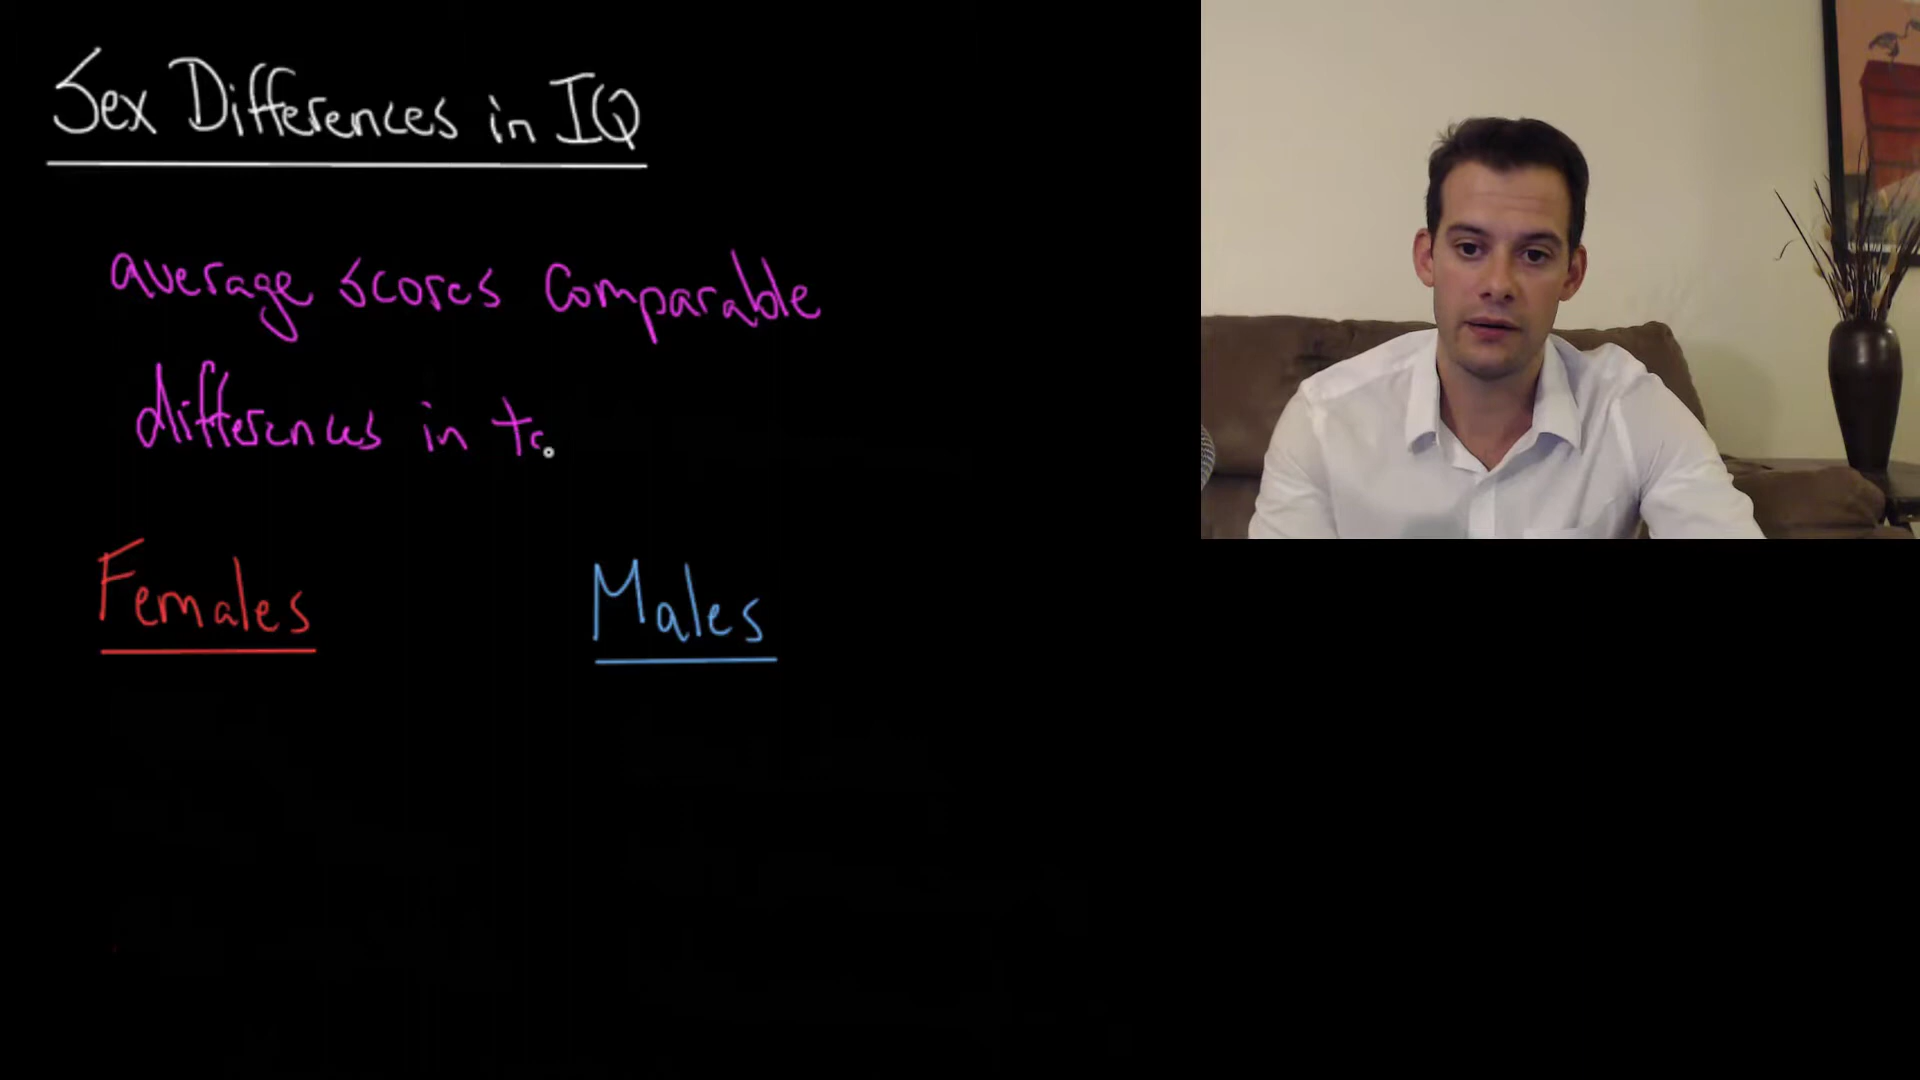 Sex Differences in IQ
average scores comparable
differences in
Females
Males